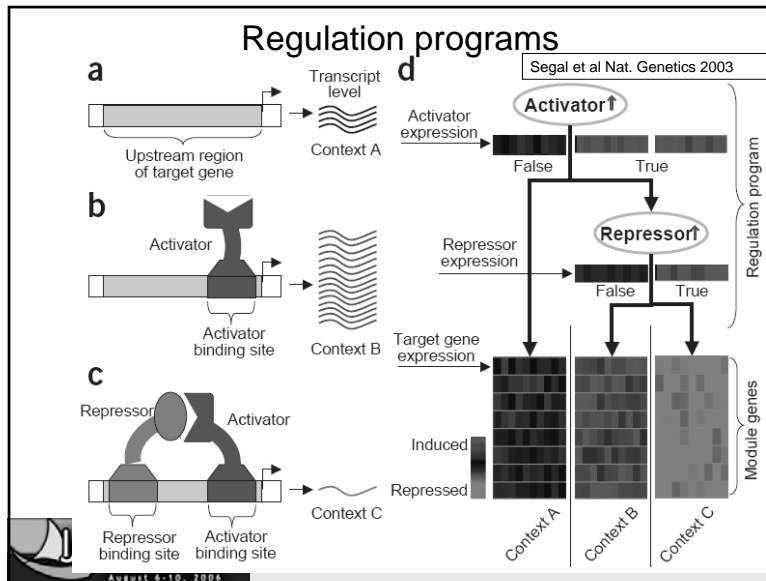 Regulation programs
Segal et al Nat. Genetics 2003
a
Transcript
level
Context A
Upstream region
of target gene
b
Activator
Activator
binding site
Context B
c
Repressor
Activator
Repressor
binding site
Activator
binding site
Context C
d
Activator
Activator
expression
False
True
Repressor
Repressor
expression
False
True
Target gene
expression
Induced
Repressed
Context A
Context B
Context C
Regulation program
Module genes
August 6-10, 2006